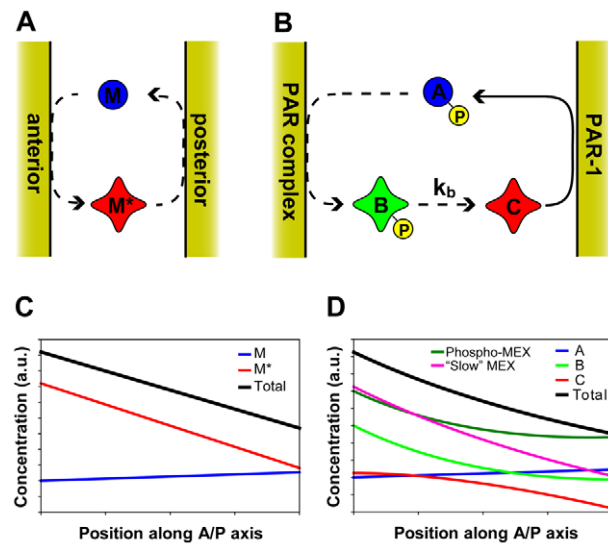 A
B
anterior
M
M*
posterior
PAR complex
A
P
B
P
kb
C
PAR-1
C
D
Concentration (a.u.)
M
M*
Total
Position along A/P axis
Concentration (a.u.)
Phospho-MEX
"Slow" MEX
A
B
C
Total
Position along A/P axis